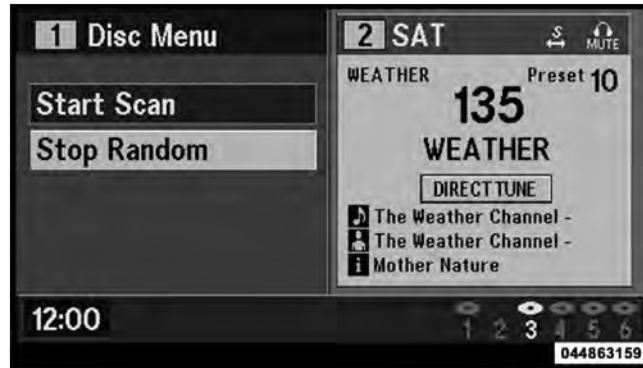 1 Disc Menu
Start Scan
Stop Random
2 SAT
S
MUTE
WEATHER Preset 10
135
WEATHER
DIRECT TUNE
The Weather Channel -
The Weather Channel -
i Mother Nature
12:00
1 2 3 4 5 6
044863159